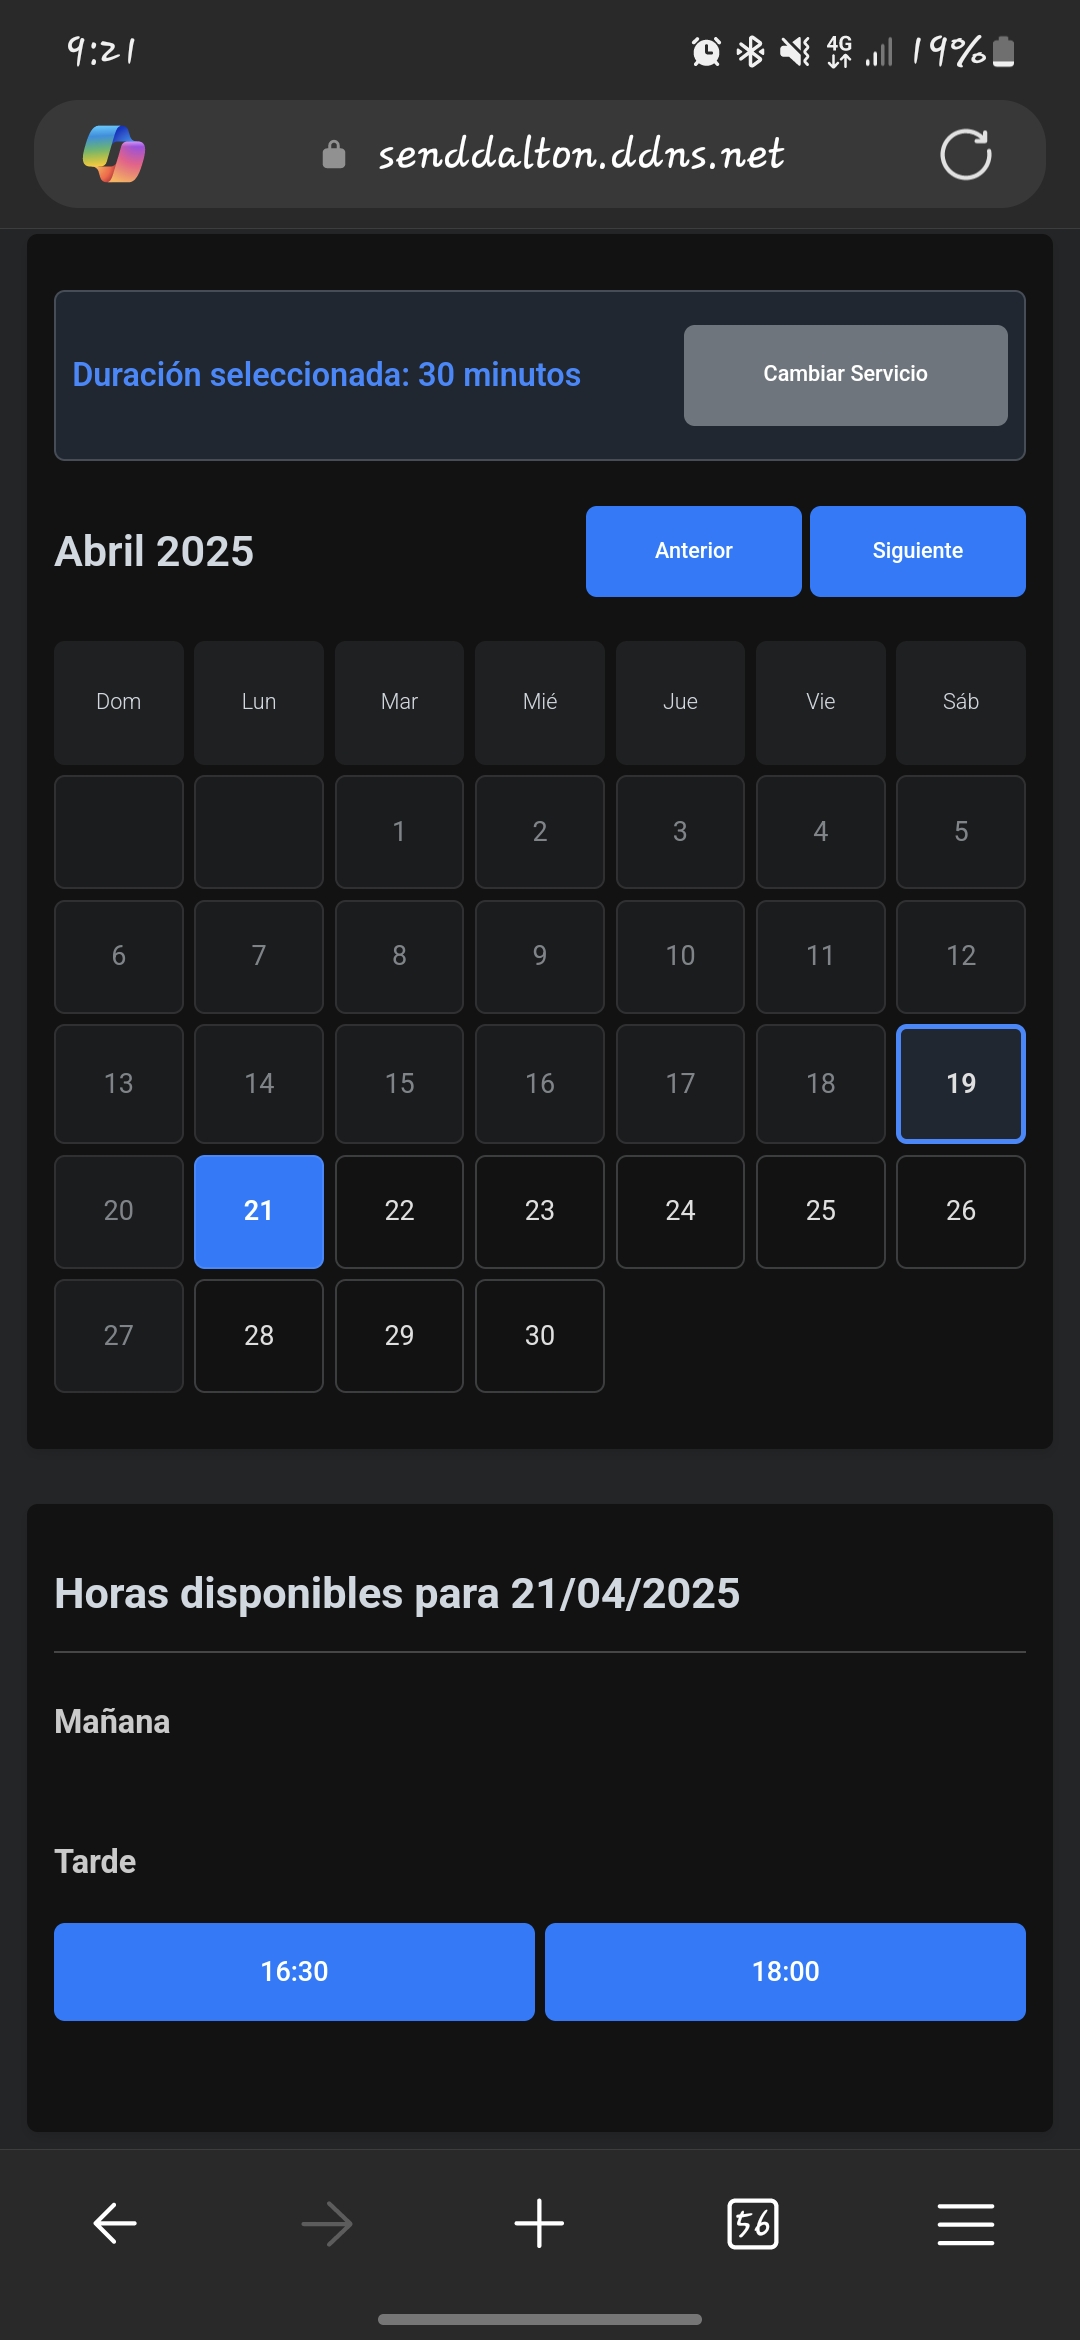 9:21 4G 19%
senddalton.ddns.net
Duración seleccionada: 30 minutos Cambiar Servicio
Abril 2025 Anterior Siguiente
Dom Lun Mar Mié Jue Vie Sáb
1 2 3 4 5
6 7 8 9 10 11 12
13 14 15 16 17 18 19
20 21 22 23 24 25 26
27 28 29 30
Horas disponibles para 21/04/2025
Mañana
Tarde
16:30 18:00
56